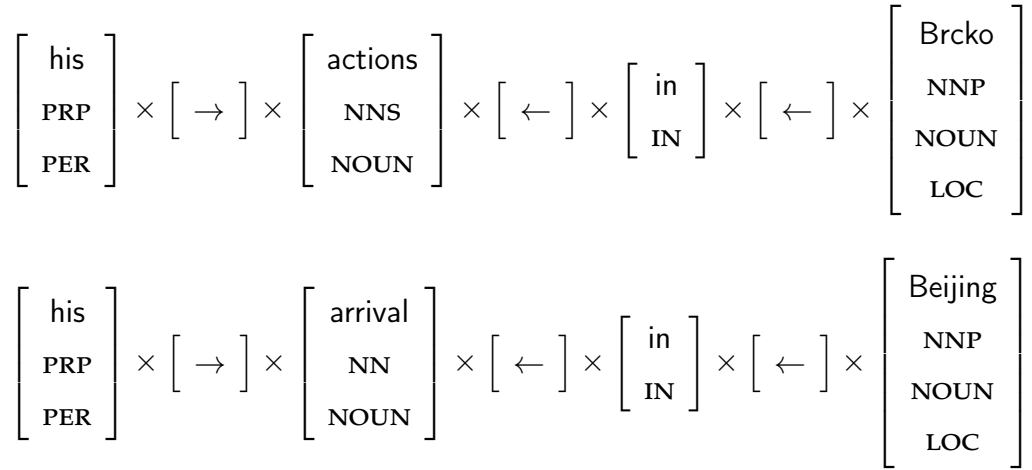 his PRP PER × [ → ] × actions NNS NOUN × [ ← ] × in IN × [ ← ] × Brcko NNP NOUN LOC
his PRP PER × [ → ] × arrival NN NOUN × [ ← ] × in IN × [ ← ] × Beijing NNP NOUN LOC